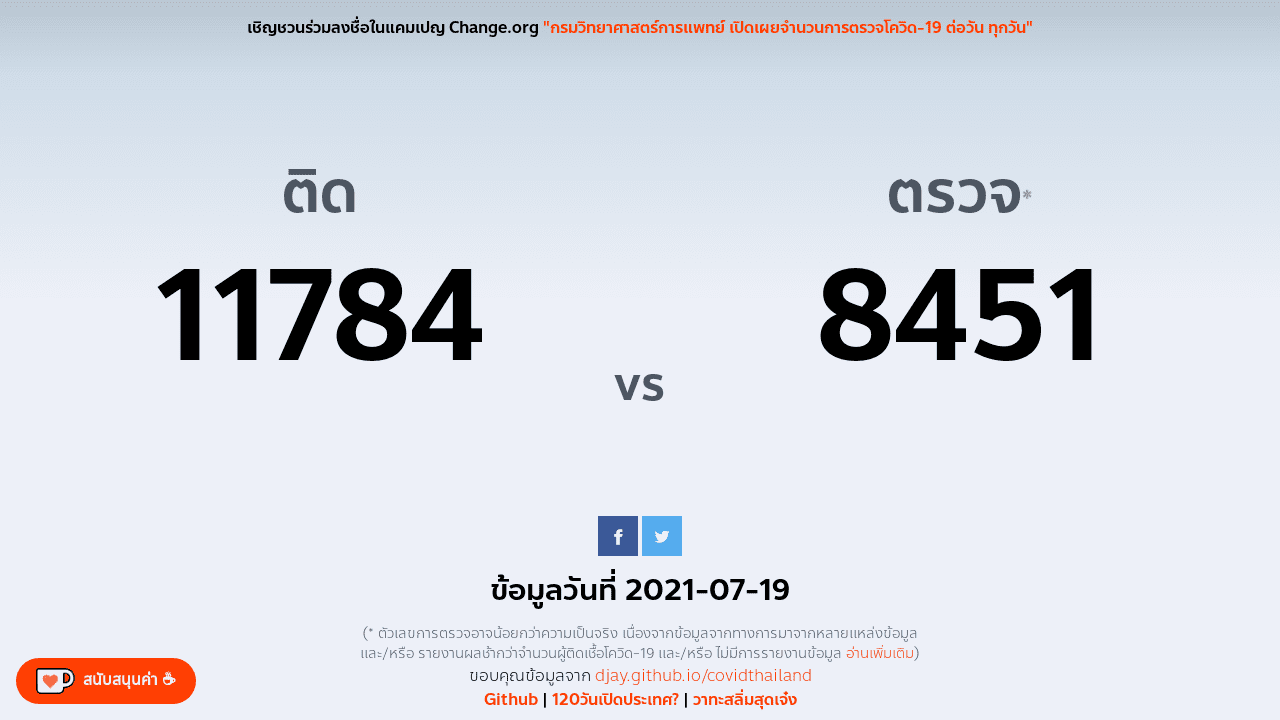 เชิญชวนร่วมลงชื่อในแคมเปญ Change.org "กรมวิทยาศาสตร์การแพทย์ เปิดเผยจำนวนการตรวจโควิด-19 ต่อวัน ทุกวัน"
ติด
11784
vs
ตรวจ*
8451
ข้อมูลวันที่ 2021-07-19
(* ตัวเลขการตรวจอาจน้อยกว่าความเป็นจริง เนื่องจากข้อมูลจากทางการมาจากหลายแหล่งข้อมูล
และ/หรือ รายงานผลช้ากว่าจำนวนผู้ติดเชื้อโควิด-19 และ/หรือ ไม่มีการรายงานข้อมูล อ่านเพิ่มเติม)
ขอบคุณข้อมูลจาก djay.github.io/covidthailand
Github | 120วันเปิดประเทศ? | วาทะสลิ่มสุดเจ๋ง
สนับสนุนค่า ☕